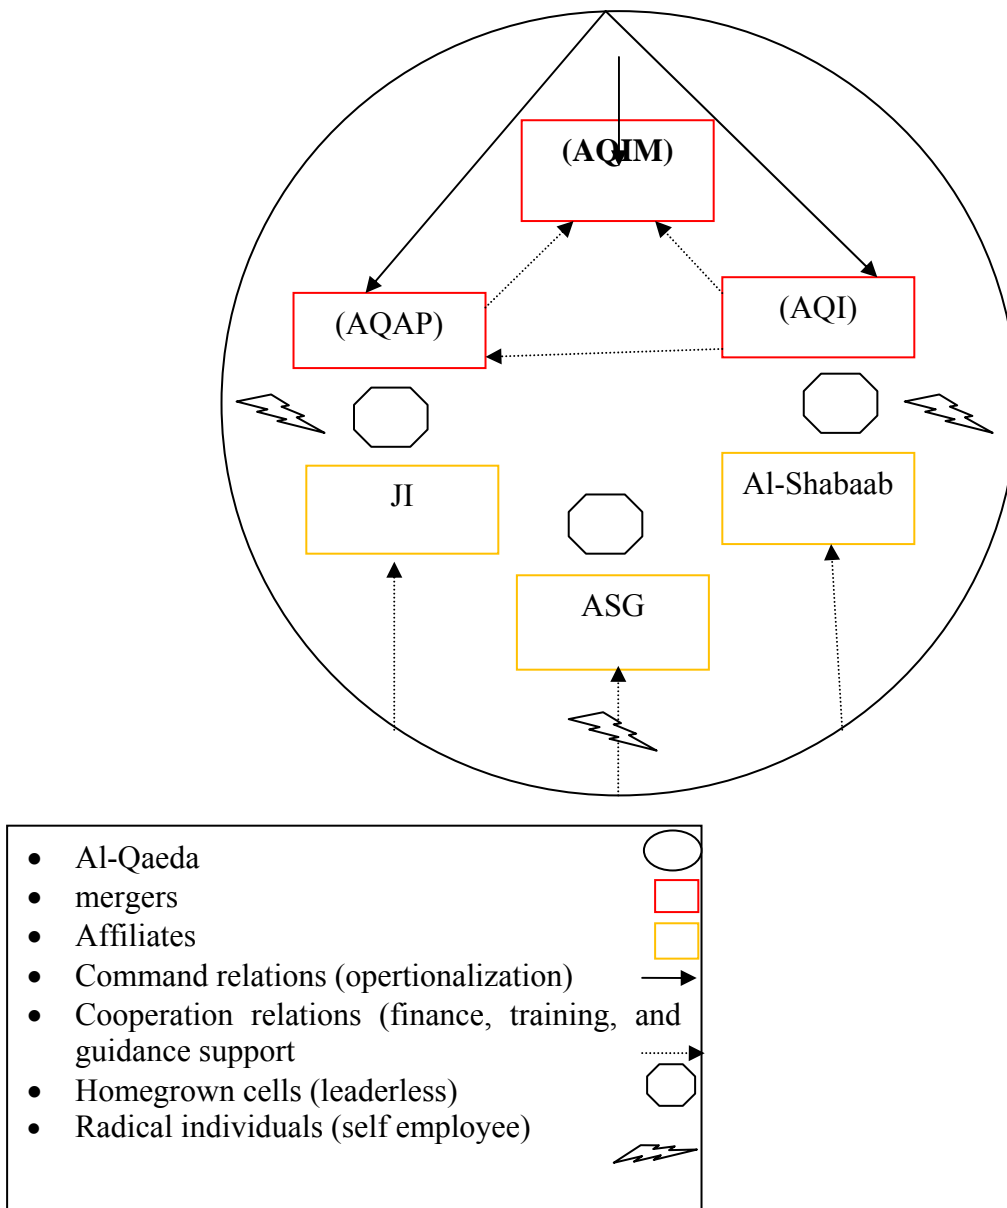 (AQIM)
(AQAP)
(AQI)
JI
Al-Shabaab
ASG
• Al-Qaeda
• mergers
• Affiliates
• Command relations (opertionalization)
• Cooperation relations (finance, training, and
guidance support
• Homegrown cells (leaderless)
• Radical individuals (self employee)